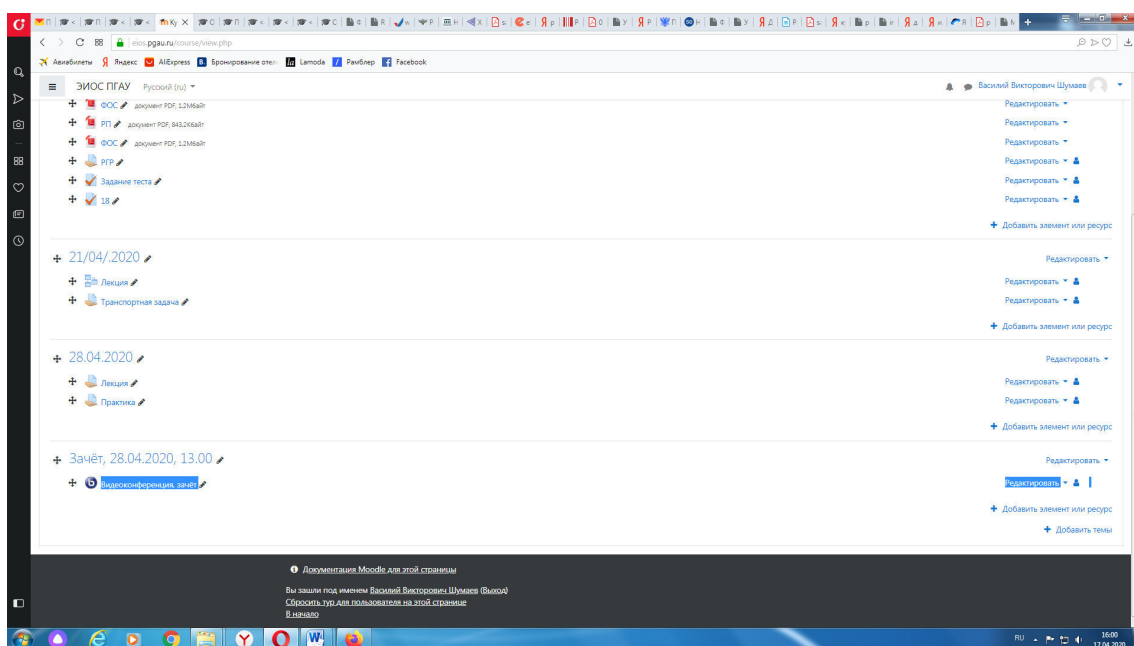 eios.pgau.ru/course/view.php
Авиабилеты Яндекс AliExpress Бронирование отел Lamoda Рамблер Facebook
ЭИОС ПГАУ Русский (ru) Василий Викторович Шумаев
ФОС документ PDF, 1.2Мбайт Редактировать
РП документ PDF, 843.2Кбайт Редактировать
ФОС документ PDF, 1.2Мбайт Редактировать
РГР Редактировать
Задание теста Редактировать
18 Редактировать
+ Добавить элемент или ресурс
21/04/.2020 Редактировать
Лекция Редактировать
Транспортная задача Редактировать
+ Добавить элемент или ресурс
28.04.2020 Редактировать
Лекция Редактировать
Практика Редактировать
+ Добавить элемент или ресурс
Зачёт, 28.04.2020, 13.00 Редактировать
Видеоконференция, зачёт Редактировать
+ Добавить элемент или ресурс
+ Добавить темы
Документация Moodle для этой страницы
Вы зашли под именем Василий Викторович Шумаев (Выход)
Сбросить тур для пользователя на этой странице
В начало
RU 16:00
17.04.2020